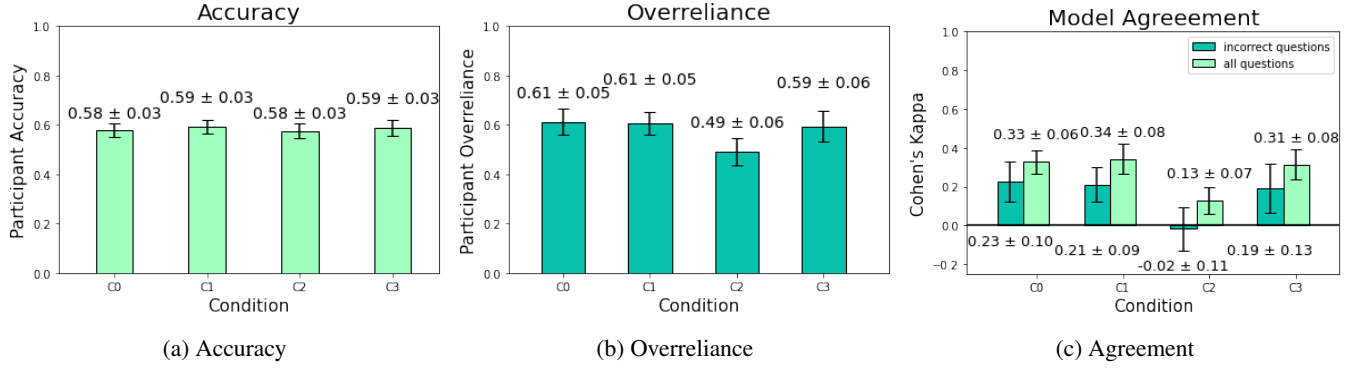 Accuracy
Participant Accuracy
1.0
0.8
0.6
0.4
0.2
0.0
0.58 ± 0.03
0.59 ± 0.03
0.58 ± 0.03
0.59 ± 0.03
C0
C1
C2
C3
Condition
(a) Accuracy
Overreliance
Participant Overreliance
1.0
0.8
0.6
0.4
0.2
0.0
0.61 ± 0.05
0.61 ± 0.05
0.49 ± 0.06
0.59 ± 0.06
C0
C1
C2
C3
Condition
(b) Overreliance
Model Agreeement
Cohen's Kappa
1.0
0.8
0.6
0.4
0.2
0.0
−0.2
incorrect questions
all questions
0.33 ± 0.06
0.34 ± 0.08
0.13 ± 0.07
0.31 ± 0.08
0.23 ± 0.10
0.21 ± 0.09
-0.02 ± 0.11
0.19 ± 0.13
C0
C1
C2
C3
Condition
(c) Agreement